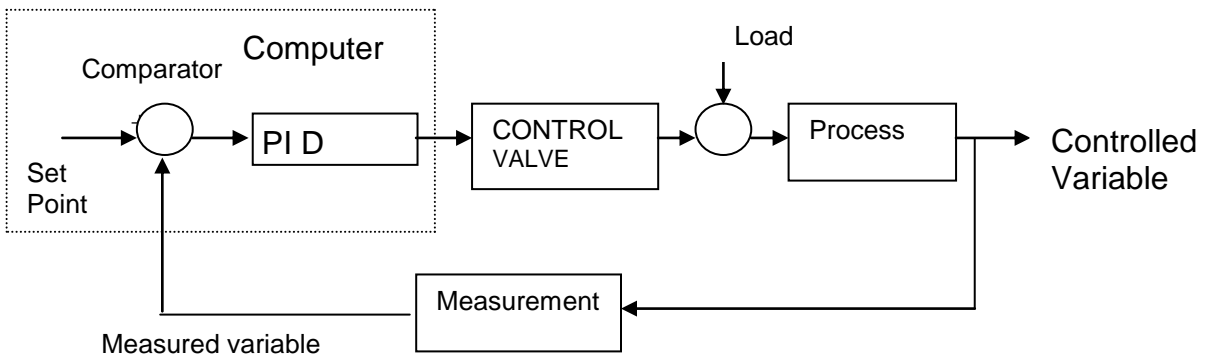 Computer
Load
Comparator
PI D
CONTROL
VALVE
Process
Controlled
Variable
Set
Point
Measurement
Measured variable